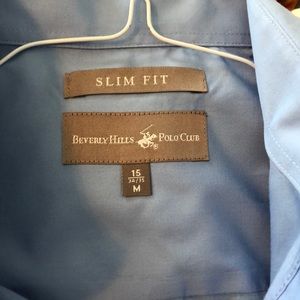 SLIM FIT
BEVERLY HILLS POLO CLUB
15
34/35
M